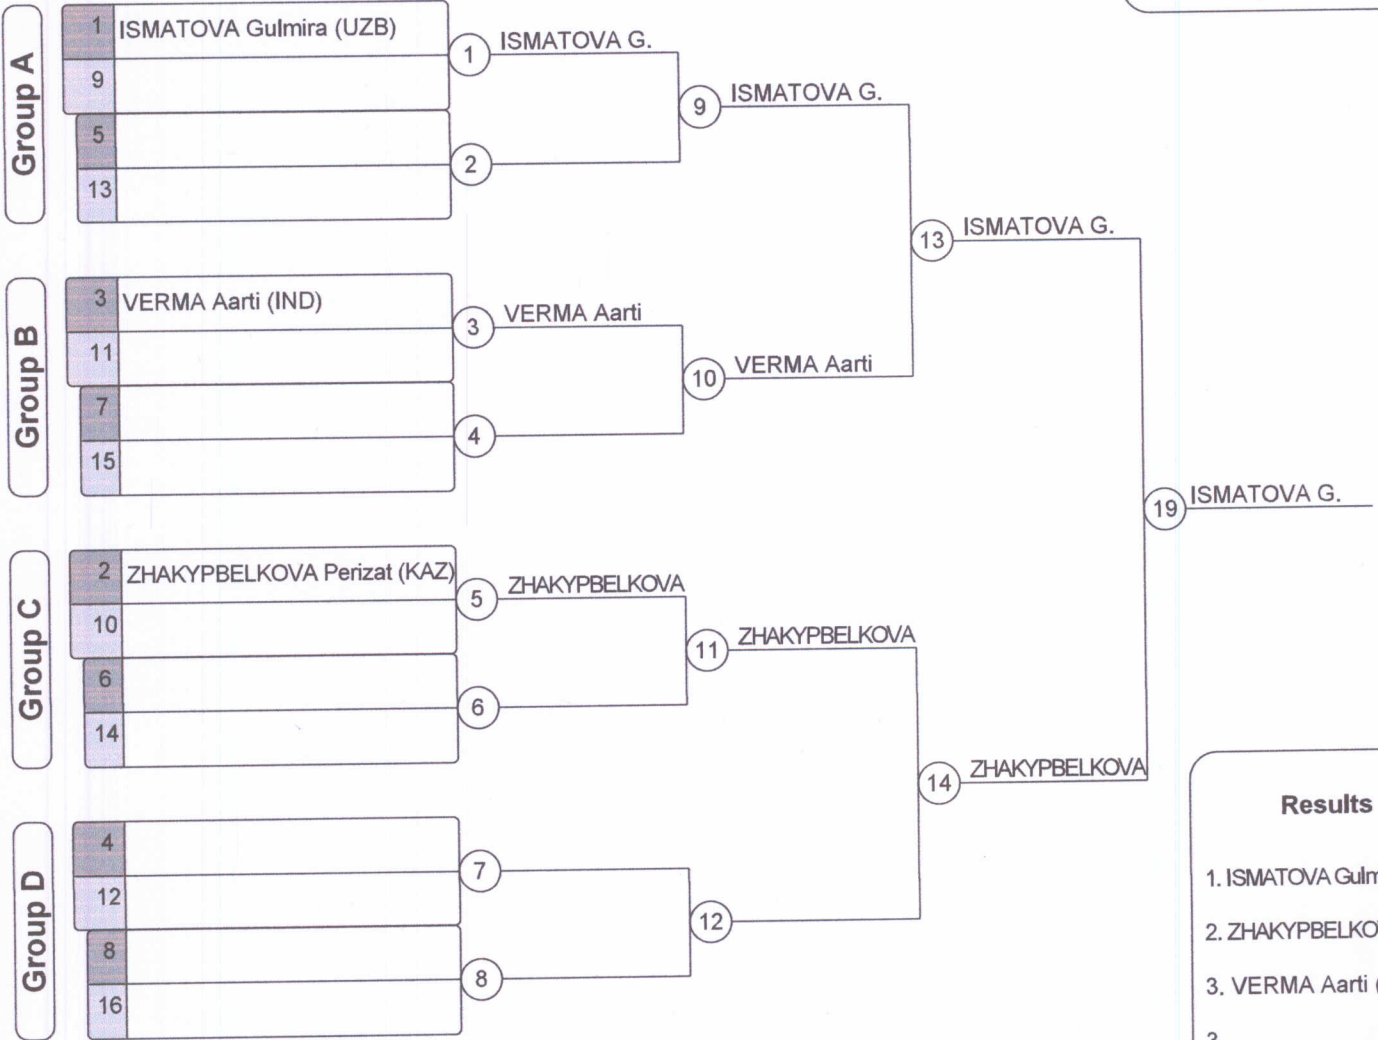 Group A
1 ISMATOVA Gulmira (UZB)
9
5
13
1 ISMATOVA G.
2
9 ISMATOVA G.
13 ISMATOVA G.
Group B
3 VERMA Aarti (IND)
11
7
15
3 VERMA Aarti
4
10 VERMA Aarti
19 ISMATOVA G.
Group C
2 ZHAKYPBELKOVA Perizat (KAZ)
10
6
14
5 ZHAKYPBELKOVA
6
11 ZHAKYPBELKOVA
14 ZHAKYPBELKOVA
Group D
4
12
8
16
7
8
12
Results
1. ISMATOVA Gulm
2. ZHAKYPBELKO
3. VERMA Aarti (
3